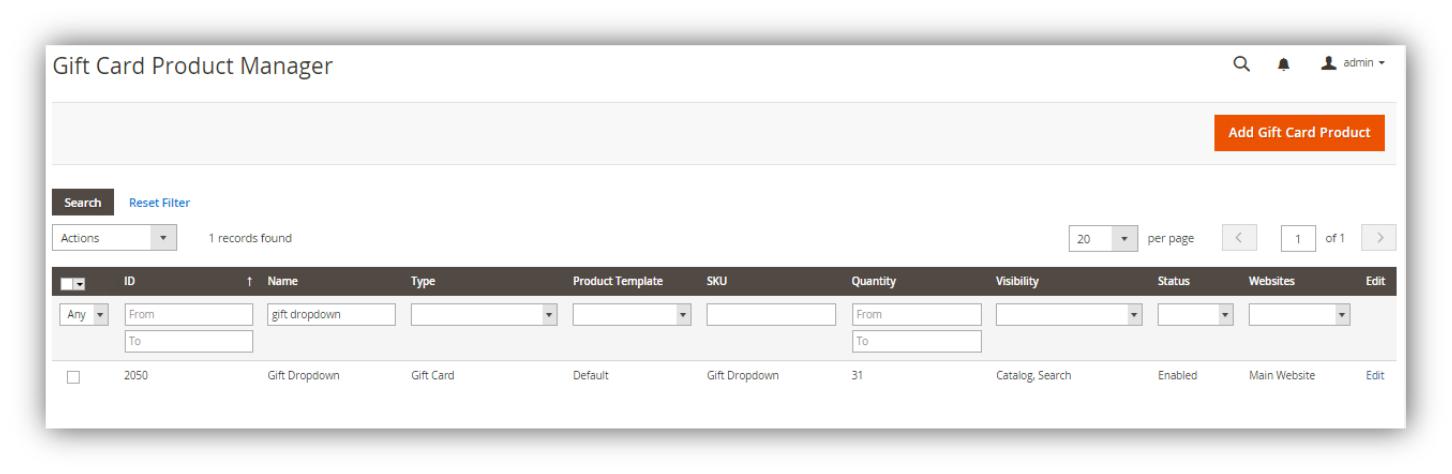 Gift Card Product Manager
admin
Add Gift Card Product
Search Reset Filter
Actions 1 records found 20 per page 1 of 1
ID ↑ Name Type Product Template SKU Quantity Visibility Status Websites Edit
Any From gift dropdown From
To To
2050 Gift Dropdown Gift Card Default Gift Dropdown 31 Catalog, Search Enabled Main Website Edit